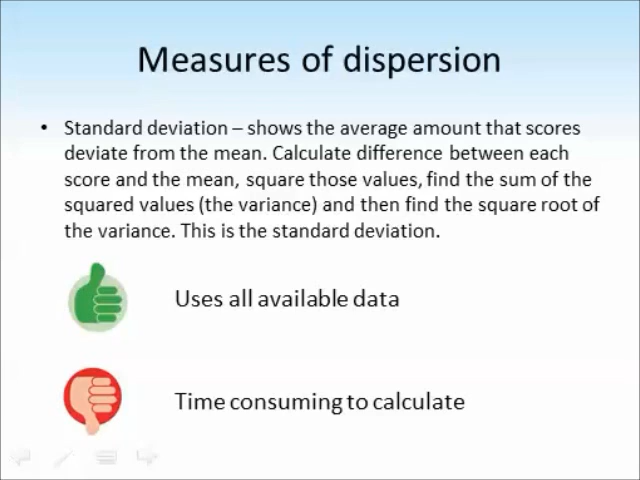 Measures of dispersion
• Standard deviation – shows the average amount that scores
deviate from the mean. Calculate difference between each
score and the mean, square those values, find the sum of the
squared values (the variance) and then find the square root of
the variance. This is the standard deviation.
Uses all available data
Time consuming to calculate